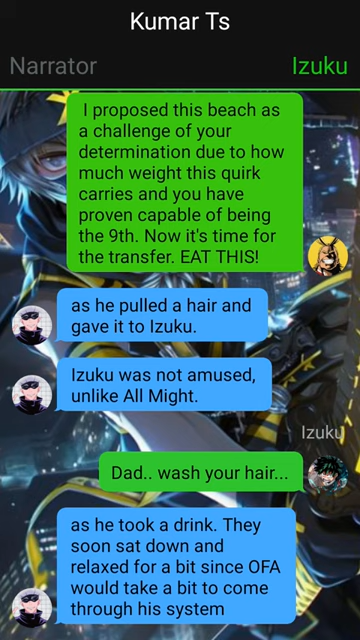 Kumar Ts
Narrator
Izuku
I proposed this beach as
a challenge of your
determination due to how
much weight this quirk
carries and you have
proven capable of being
the 9th. Now it's time for
the transfer. EAT THIS!
as he pulled a hair and
gave it to Izuku.
Izuku was not amused,
unlike All Might.
Izuku
Dad.. wash your hair...
as he took a drink. They
soon sat down and
relaxed for a bit since OFA
would take a bit to come
through his system